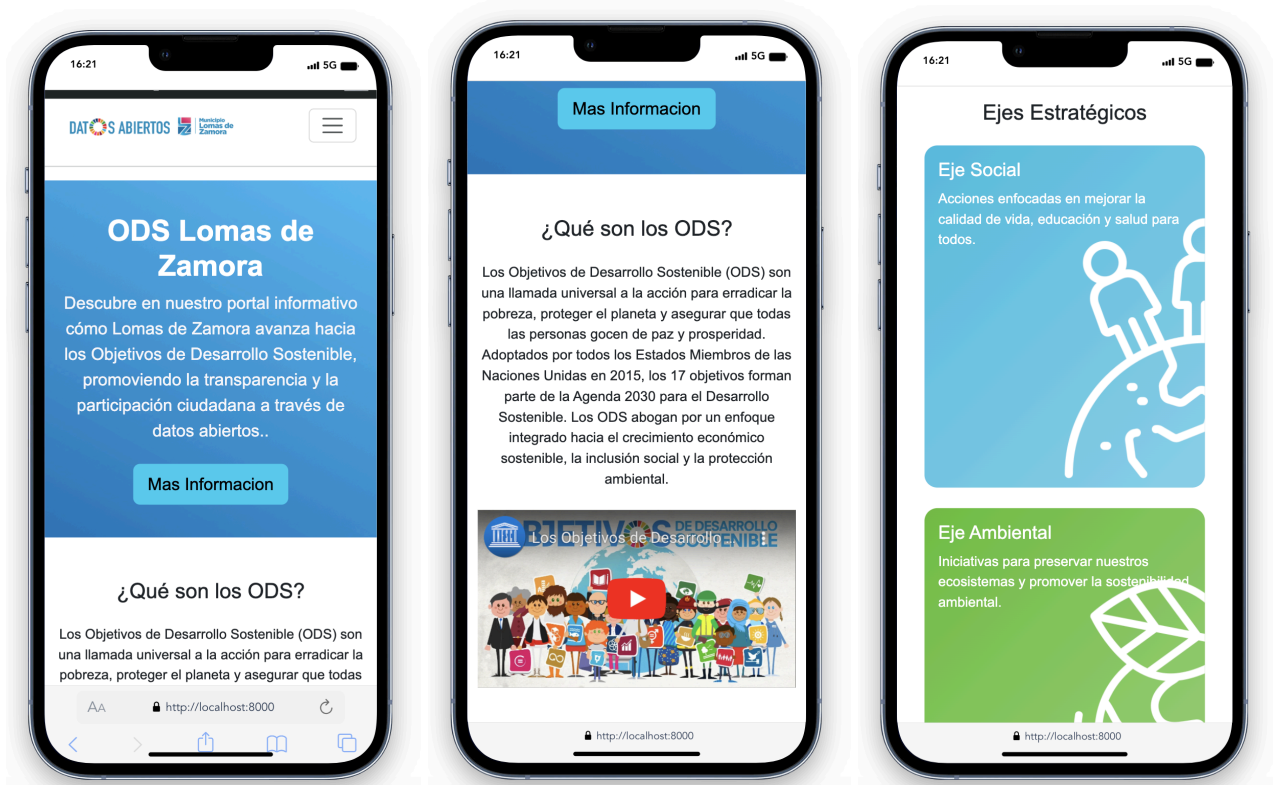 16:21
5G
DATOS ABIERTOS
Municipio
Lomas de
Zamora
ODS Lomas de
Zamora
Descubre en nuestro portal informativo
cómo Lomas de Zamora avanza hacia
los Objetivos de Desarrollo Sostenible,
promoviendo la transparencia y la
participación ciudadana a través de
datos abiertos..
Mas Informacion
¿Qué son los ODS?
Los Objetivos de Desarrollo Sostenible (ODS) son
una llamada universal a la acción para erradicar la
pobreza, proteger el planeta y asegurar que todas
AA
http://localhost:8000
16:21
5G
Mas Informacion
¿Qué son los ODS?
Los Objetivos de Desarrollo Sostenible (ODS) son
una llamada universal a la acción para erradicar la
pobreza, proteger el planeta y asegurar que todas
las personas gocen de paz y prosperidad.
Adoptados por todos los Estados Miembros de las
Naciones Unidas en 2015, los 17 objetivos forman
parte de la Agenda 2030 para el Desarrollo
Sostenible. Los ODS abogan por un enfoque
integrado hacia el crecimiento económico
sostenible, la inclusión social y la protección
ambiental.
BJETIVOS DE DESARROLLO
SOSTENIBLE
Los Objetivos de Desarrollo ...
http://localhost:8000
16:21
5G
Ejes Estratégicos
Eje Social
Acciones enfocadas en mejorar la
calidad de vida, educación y salud para
todos.
Eje Ambiental
Iniciativas para preservar nuestros
ecosistemas y promover la sostenibilidad
ambiental.
http://localhost:8000